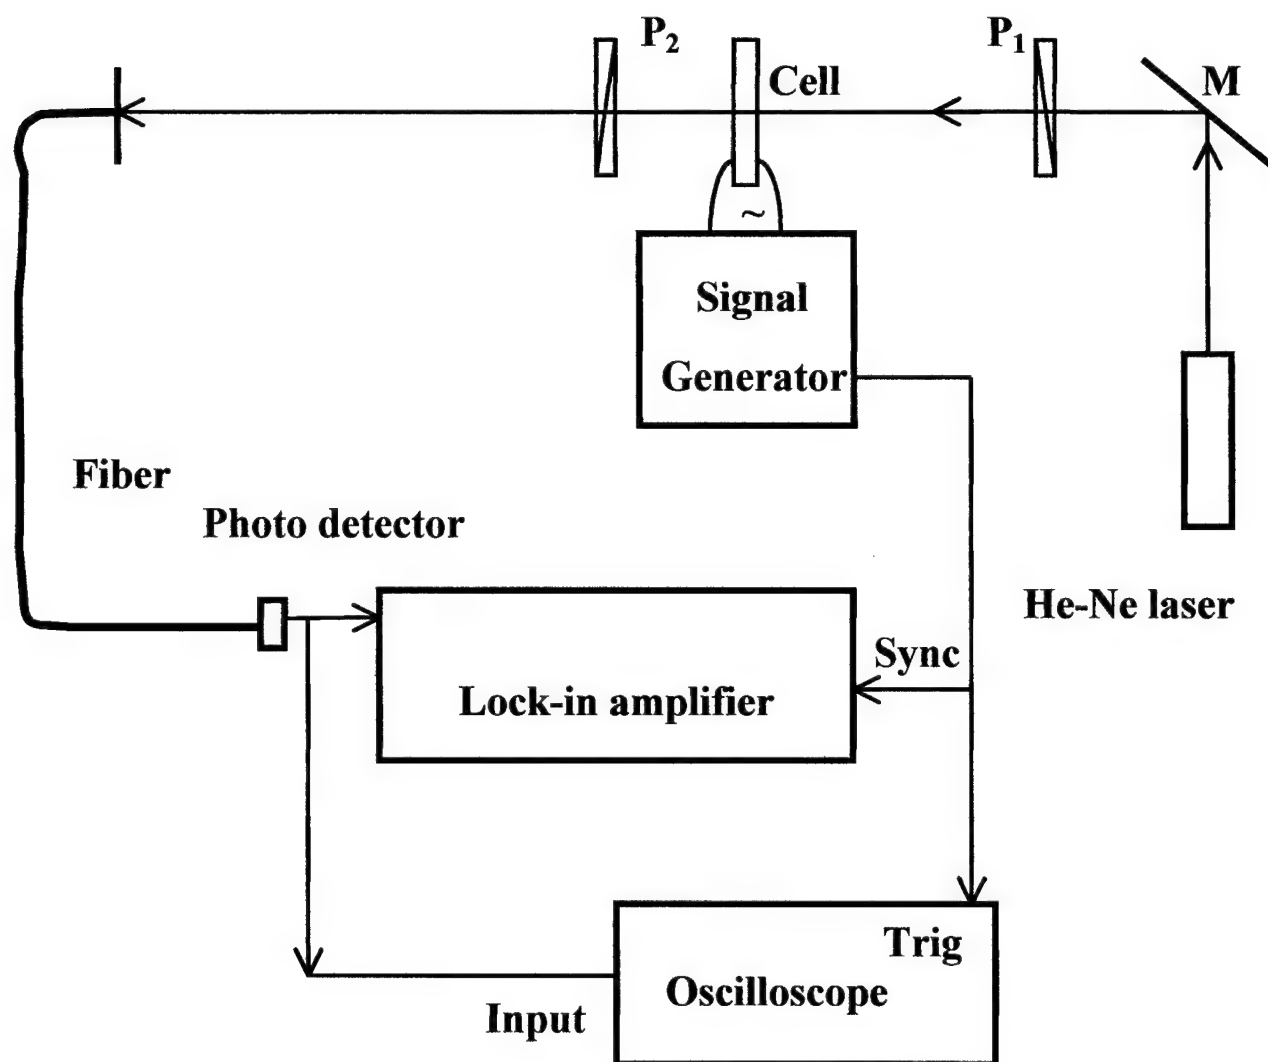 P₂
P₁
M
Cell
~
Signal
Generator
Fiber
Photo detector
He-Ne laser
Sync
Lock-in amplifier
Trig
Oscilloscope
Input